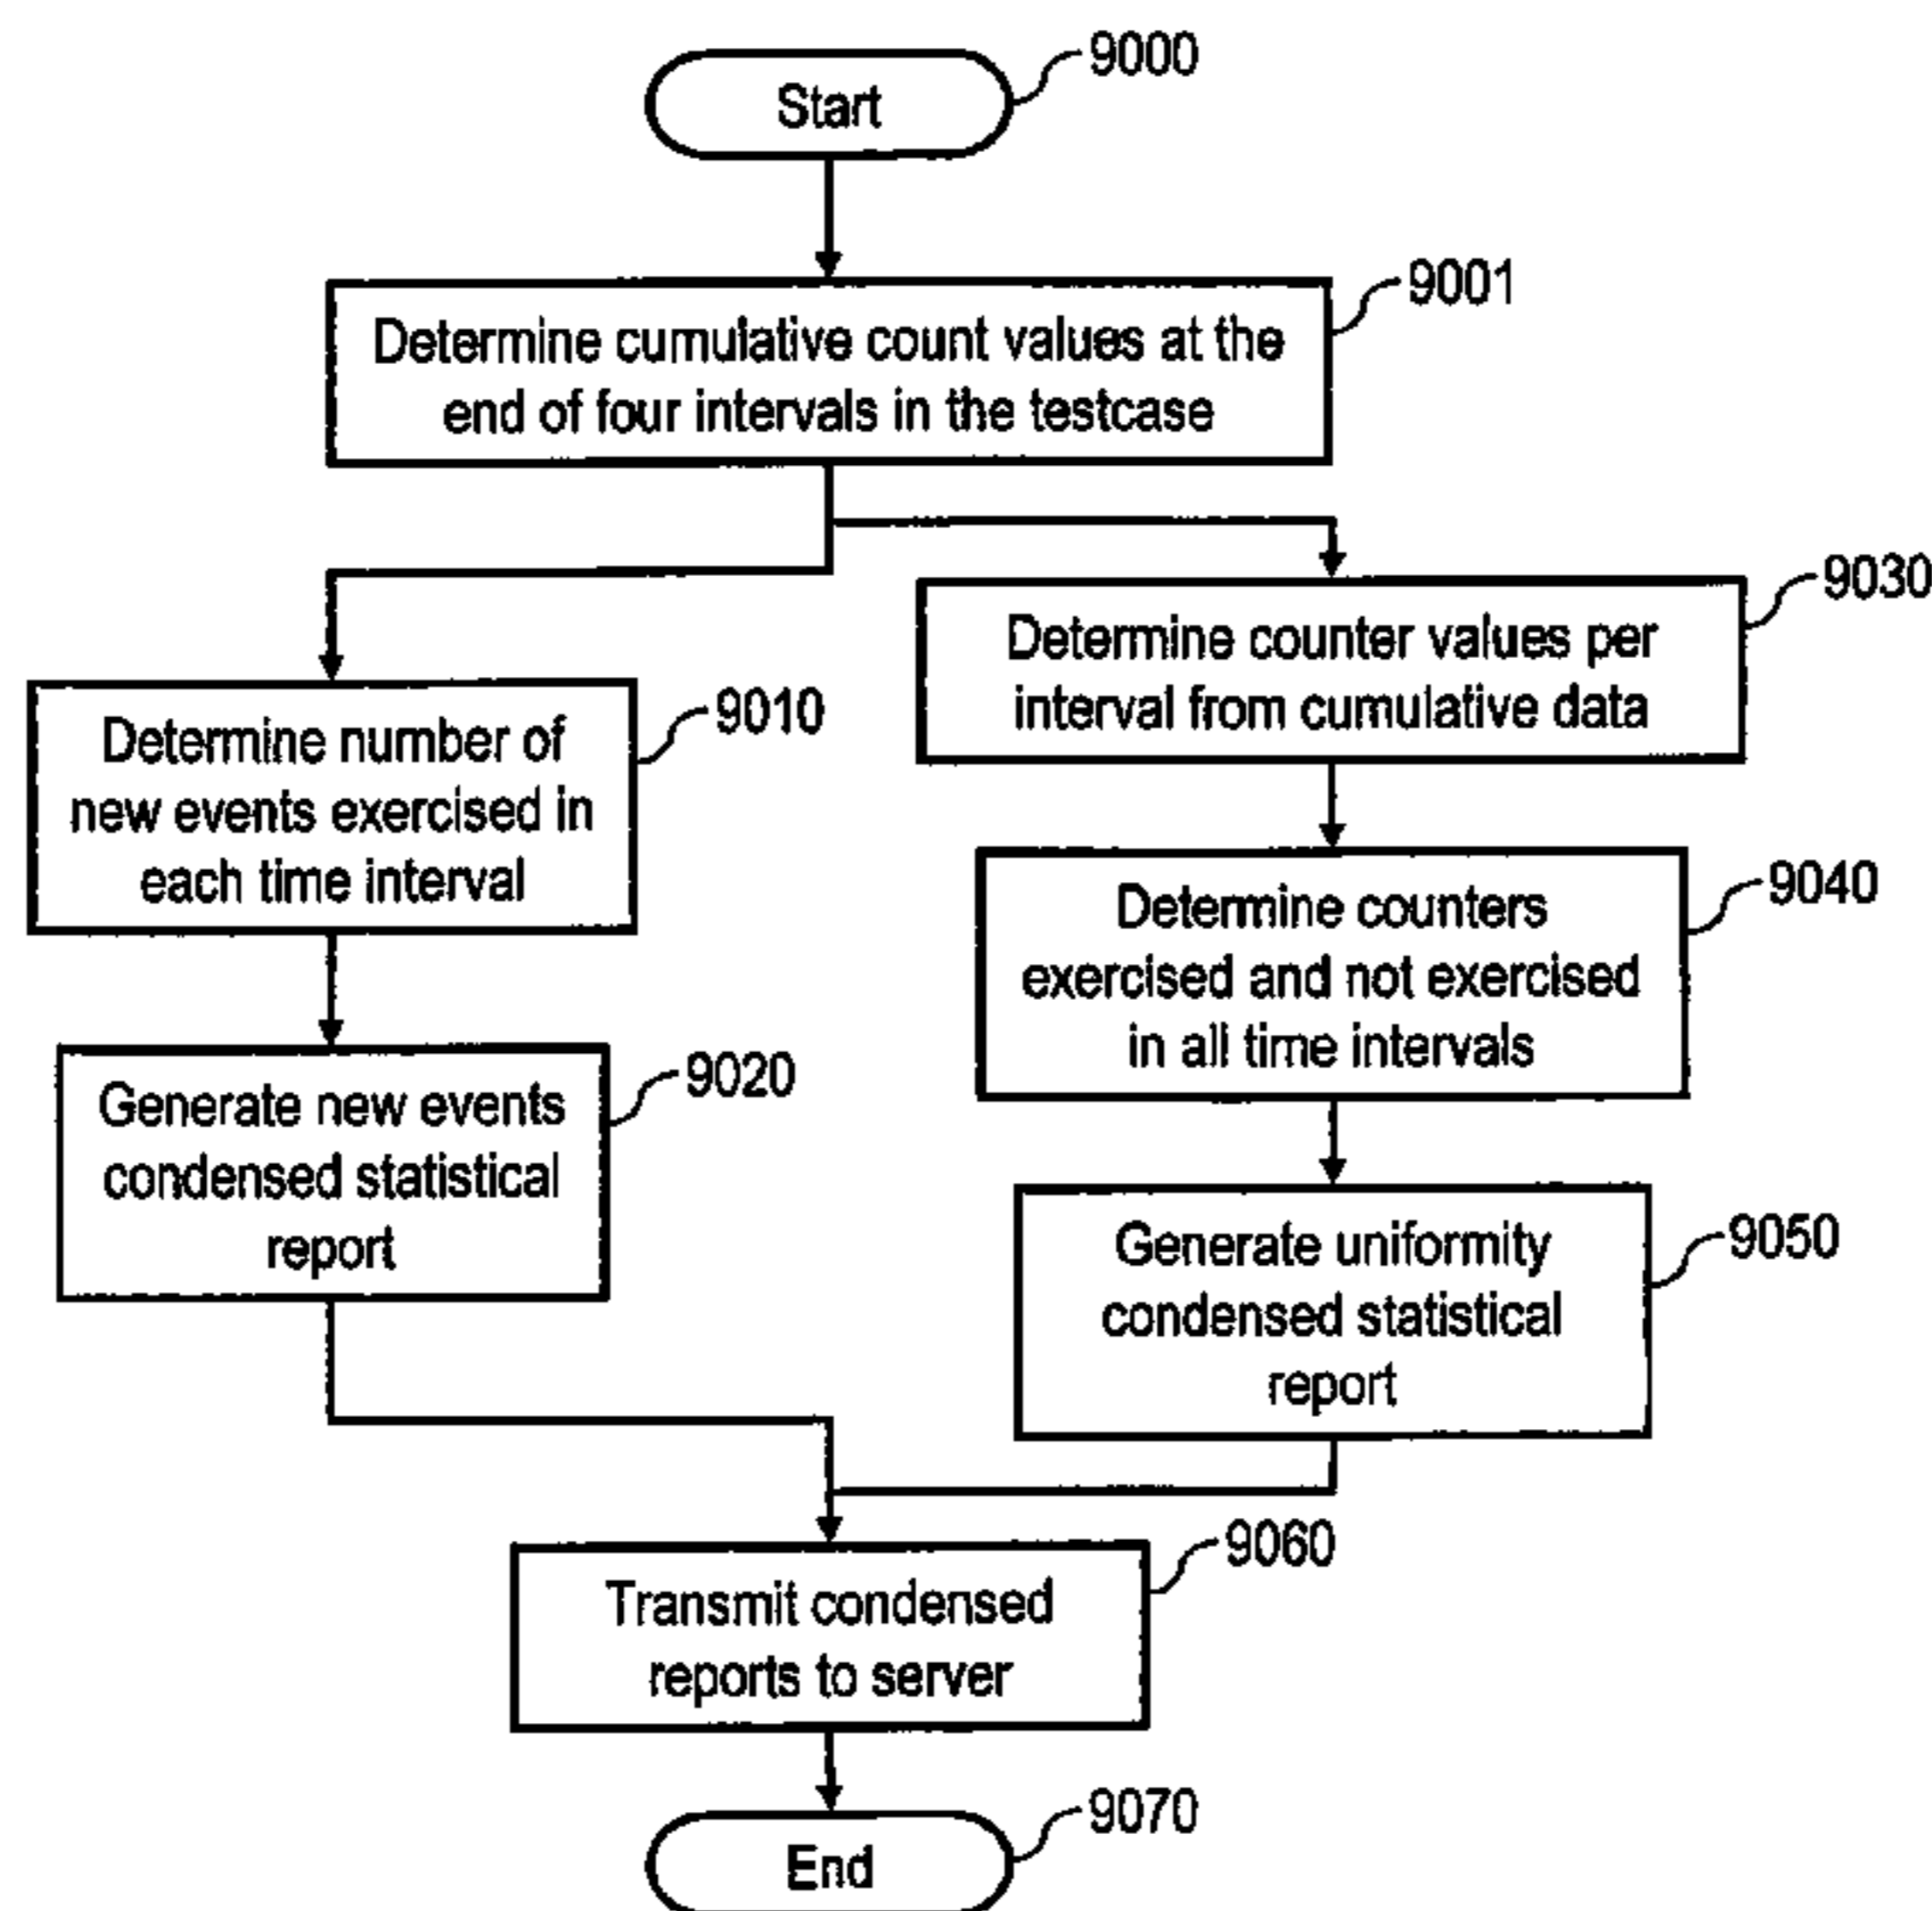 9000
Start
9001
Determine cumulative count values at the
end of four intervals in the testcase
9030
Determine counter values per
interval from cumulative data
9010
Determine number of
new events exercised in
each time interval
9040
Determine counters
exercised and not exercised
in all time intervals
9020
Generate new events
condensed statistical
report
9050
Generate uniformity
condensed statistical
report
9060
Transmit condensed
reports to server
9070
End